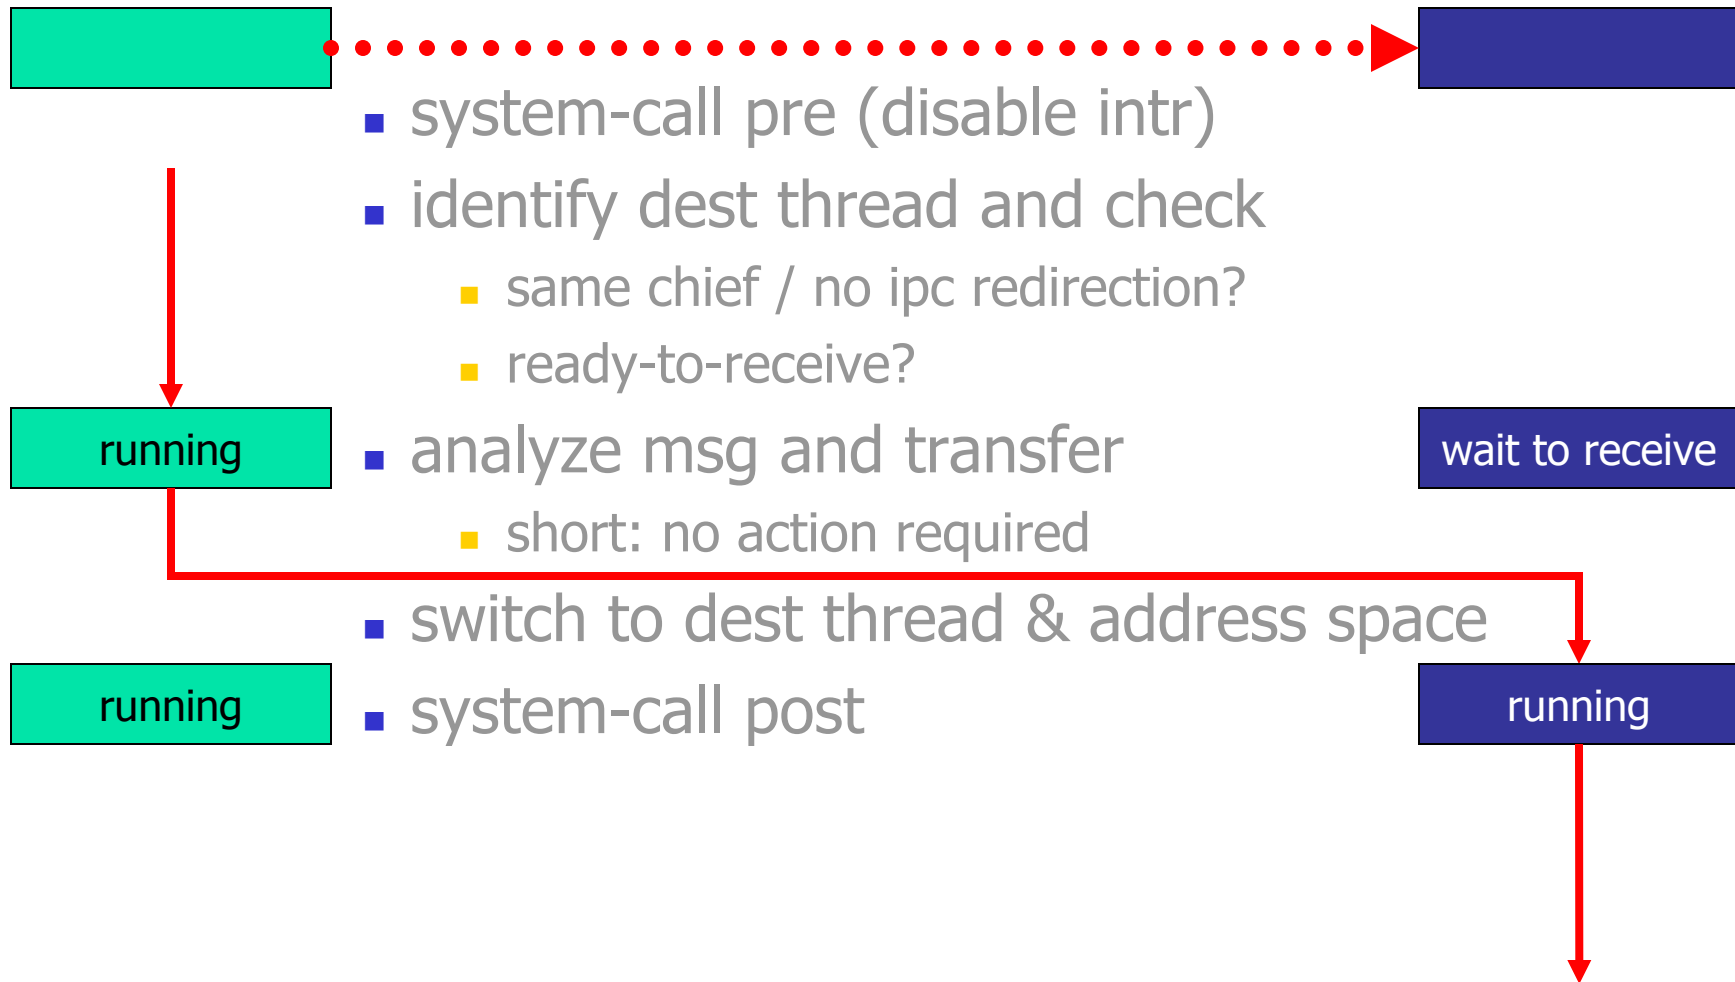 system-call pre (disable intr)
identify dest thread and check
same chief / no ipc redirection?
ready-to-receive?
running
analyze msg and transfer
wait to receive
short: no action required
switch to dest thread & address space
running
system-call post
running